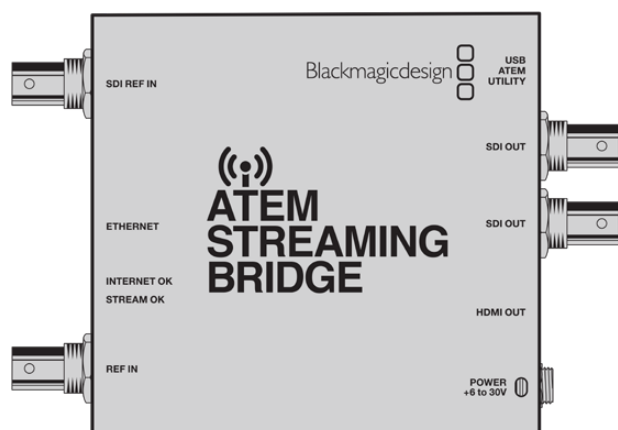 Blackmagicdesign
USB
ATEM
UTILITY
SDI REF IN
SDI OUT
ATEM
STREAMING
BRIDGE
ETHERNET
SDI OUT
INTERNET OK
STREAM OK
HDMI OUT
REF IN
POWER
+6 to 30V